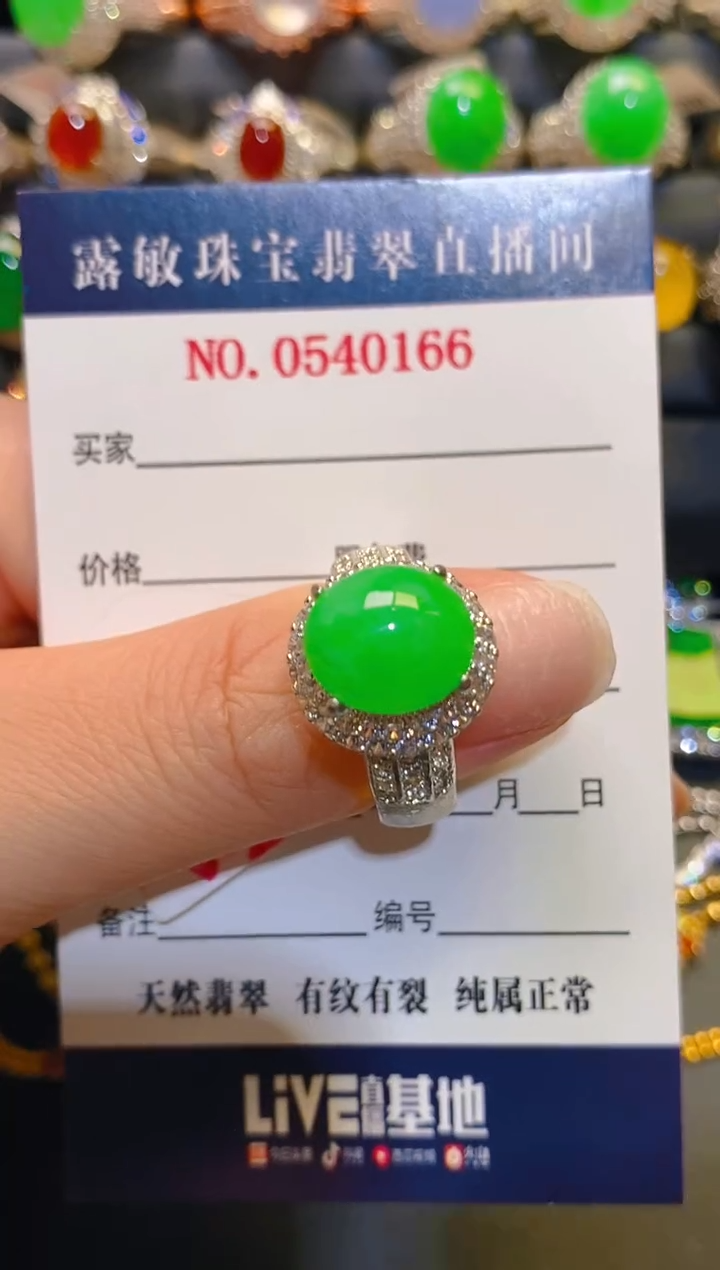 露敏珠宝翡翠直播间
NO. 0540166
买家
价格
月 日
备注 编号
天然翡翠 有纹有裂 纯属正常
LiVE直播基地